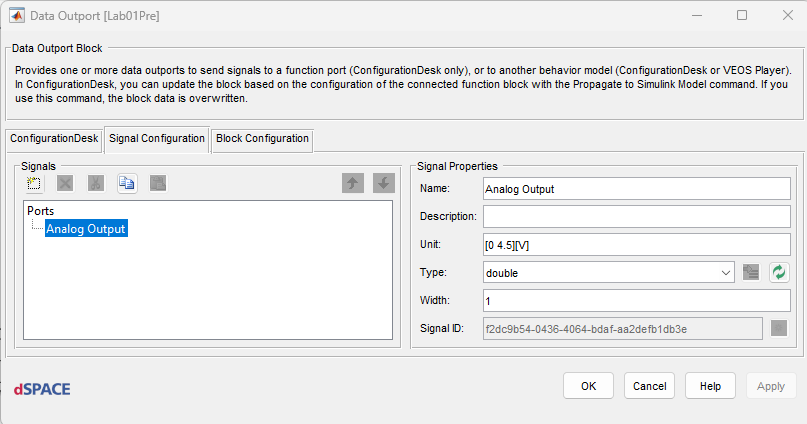 Data Outport [Lab01Pre]
Data Outport Block
Provides one or more data outports to send signals to a function port (ConfigurationDesk only), or to another behavior model (ConfigurationDesk or VEOS Player).
In ConfigurationDesk, you can update the block based on the configuration of the connected function block with the Propagate to Simulink Model command. If you
use this command, the block data is overwritten.
ConfigurationDesk Signal Configuration Block Configuration
Signals
Ports
Analog Output
Signal Properties
Name: Analog Output
Description:
Unit: [0 4.5][V]
Type: double
Width: 1
Signal ID: f2dc9b54-0436-4064-bdaf-aa2defb1db3e
dSPACE
OK Cancel Help Apply